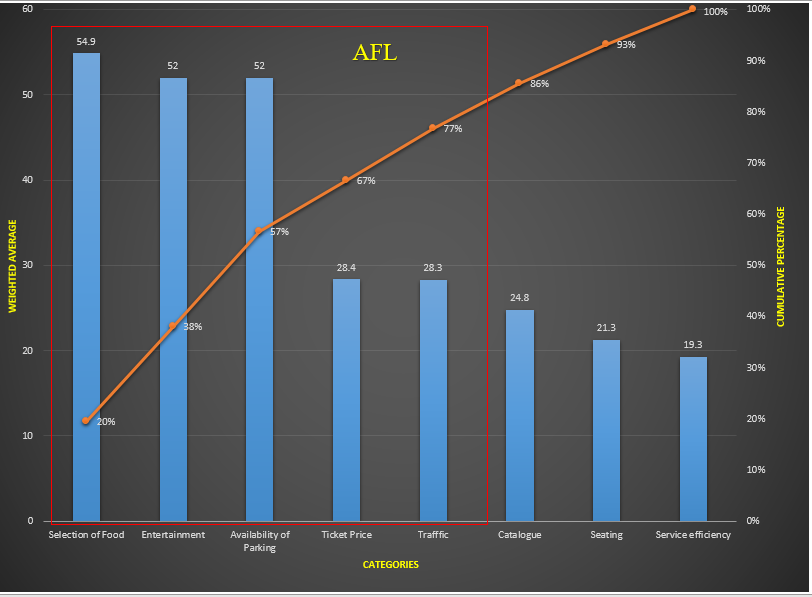 AFL
WEIGHTED AVERAGE
60
50
40
30
20
10
0
54.9
52
52
28.4
28.3
24.8
21.3
19.3
20%
38%
57%
67%
77%
86%
93%
100%
100%
90%
80%
70%
60%
50%
40%
30%
20%
10%
0%
CUMULATIVE PERCENTAGE
Selection of Food
Entertainment
Availability of
Parking
Ticket Price
Trafffic
Catalogue
Seating
Service efficiency
CATEGORIES